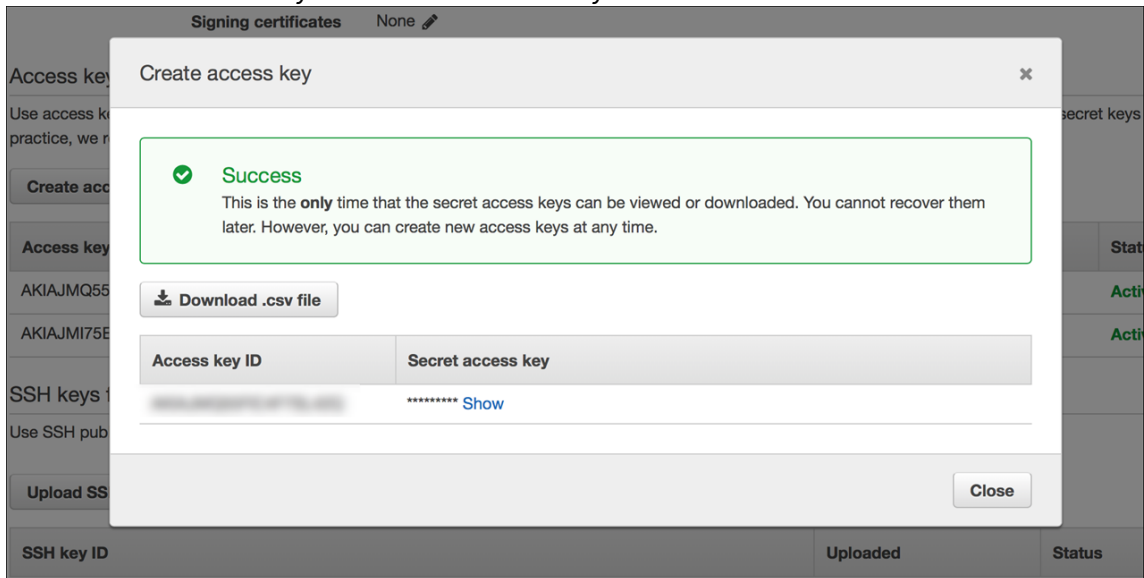 Signing certificates None
Create access key
Access key
Use access k secret keys
practice, we r
Success
This is the only time that the secret access keys can be viewed or downloaded. You cannot recover them
later. However, you can create new access keys at any time.
Create acc
Access key Stat
Download .csv file
AKIAJMQ55 Activ
AKIAJMI75E Activ
Access key ID Secret access key
SSH keys f
********* Show
Use SSH pub
Upload SS
Close
SSH key ID Uploaded Status